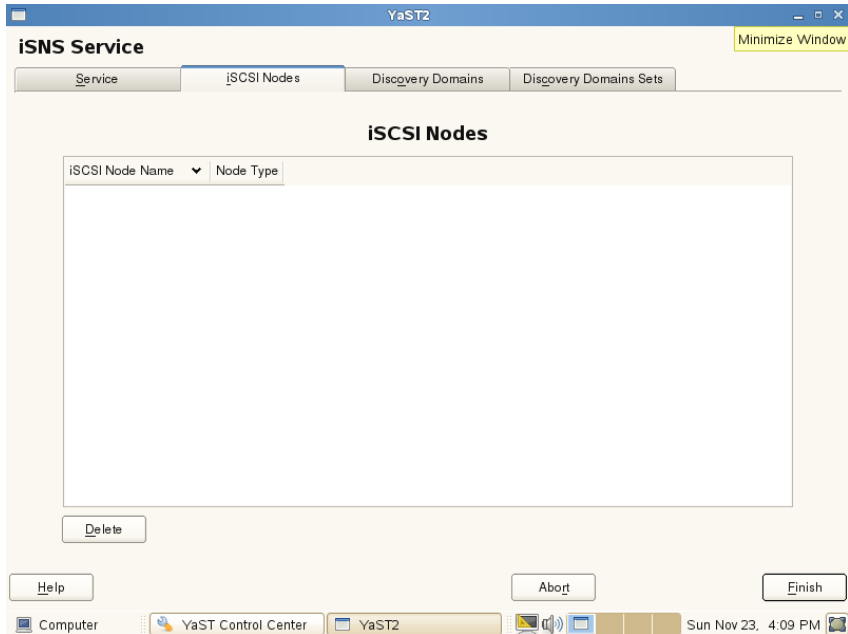 YaST2
iSNS Service
Minimize Window
Service
iSCSI Nodes
Discovery Domains
Discovery Domains Sets
iSCSI Nodes
iSCSI Node Name
Node Type
Delete
Help
Abort
Finish
Computer
YaST Control Center
YaST2
Sun Nov 23, 4:09 PM